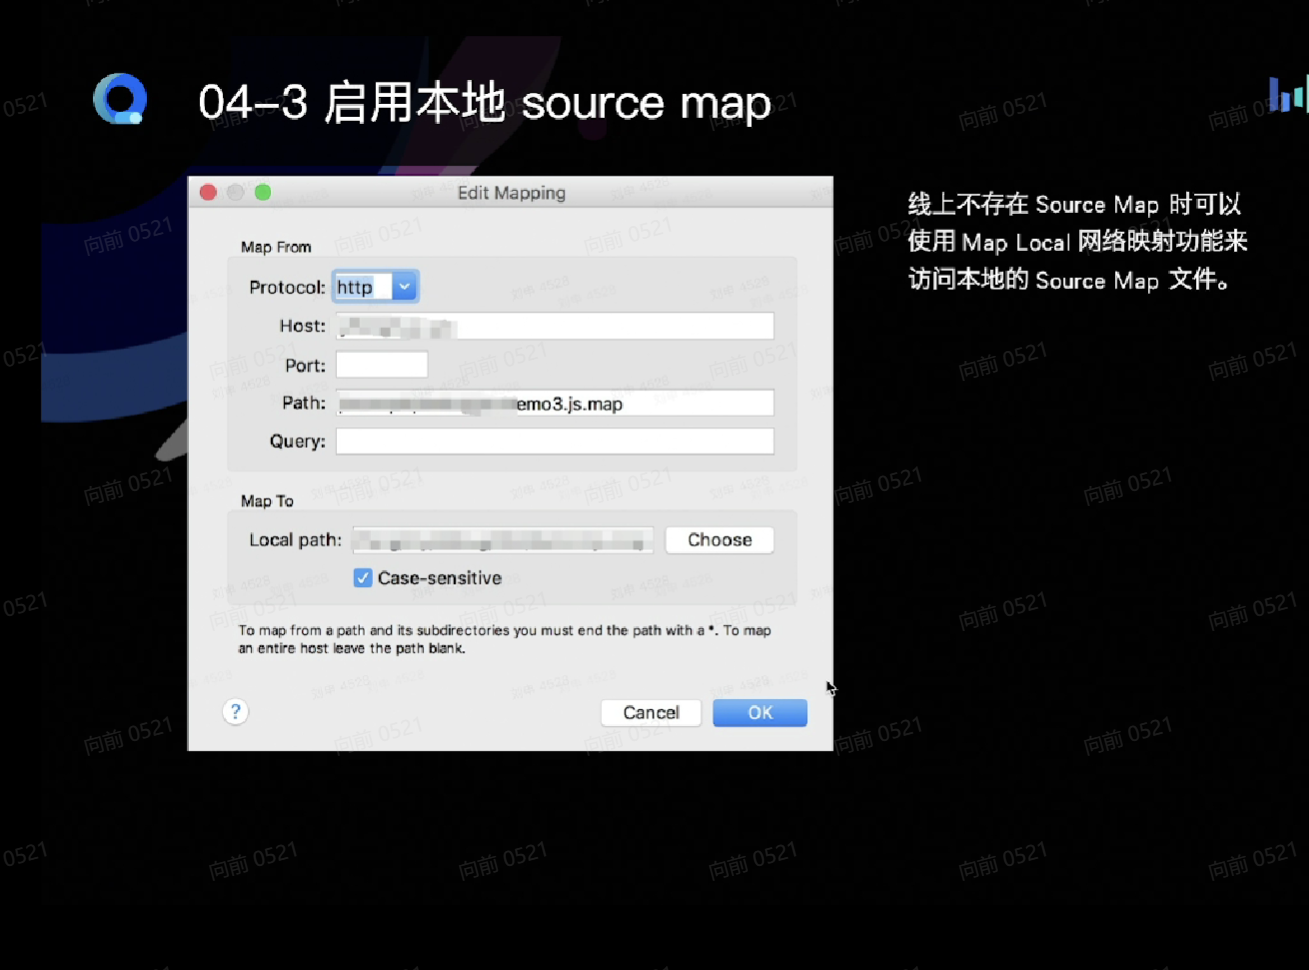 04-3 启用本地 source map
Edit Mapping
线上不存在 Source Map 时可以
使用 Map Local 网络映射功能来
访问本地的 Source Map 文件。
Map From
Protocol: http
Host:
Port:
Path: emo3.js.map
Query:
Map To
Local path: Choose
Case-sensitive
To map from a path and its subdirectories you must end the path with a *. To map
an entire host leave the path blank.
? Cancel OK
向前 0521